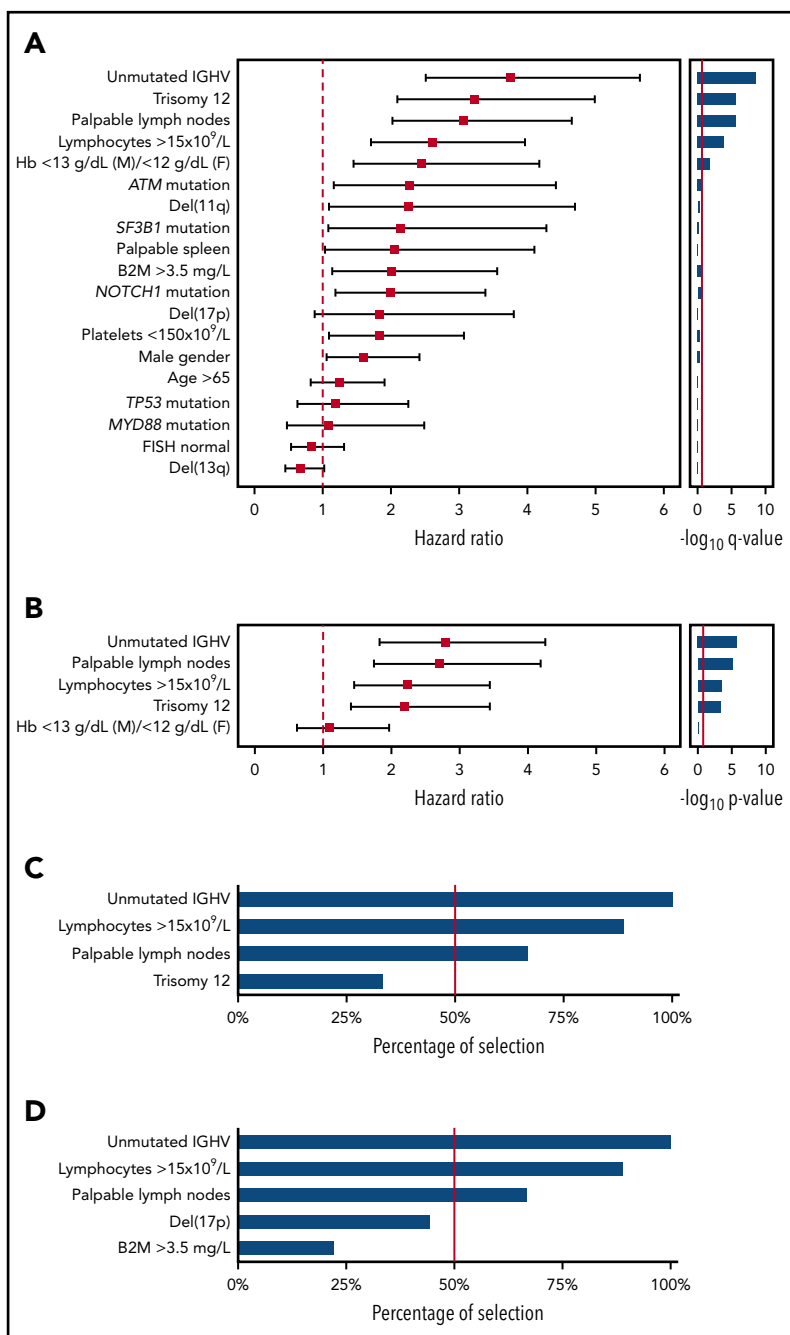 A
Unmutated IGHV
Trisomy 12
Palpable lymph nodes
Lymphocytes >15x10⁹/L
Hb <13 g/dL (M)/<12 g/dL (F)
ATM mutation
Del(11q)
SF3B1 mutation
Palpable spleen
B2M >3.5 mg/L
NOTCH1 mutation
Del(17p)
Platelets <150x10⁹/L
Male gender
Age >65
TP53 mutation
MYD88 mutation
FISH normal
Del(13q)
0 1 2 3 4 5 6 0 5 10
Hazard ratio -log₁₀ q-value
B
Unmutated IGHV
Palpable lymph nodes
Lymphocytes >15x10⁹/L
Trisomy 12
Hb <13 g/dL (M)/<12 g/dL (F)
0 1 2 3 4 5 6 0 5 10
Hazard ratio -log₁₀ p-value
C
Unmutated IGHV
Lymphocytes >15x10⁹/L
Palpable lymph nodes
Trisomy 12
0% 25% 50% 75% 100%
Percentage of selection
D
Unmutated IGHV
Lymphocytes >15x10⁹/L
Palpable lymph nodes
Del(17p)
B2M >3.5 mg/L
0% 25% 50% 75% 100%
Percentage of selection